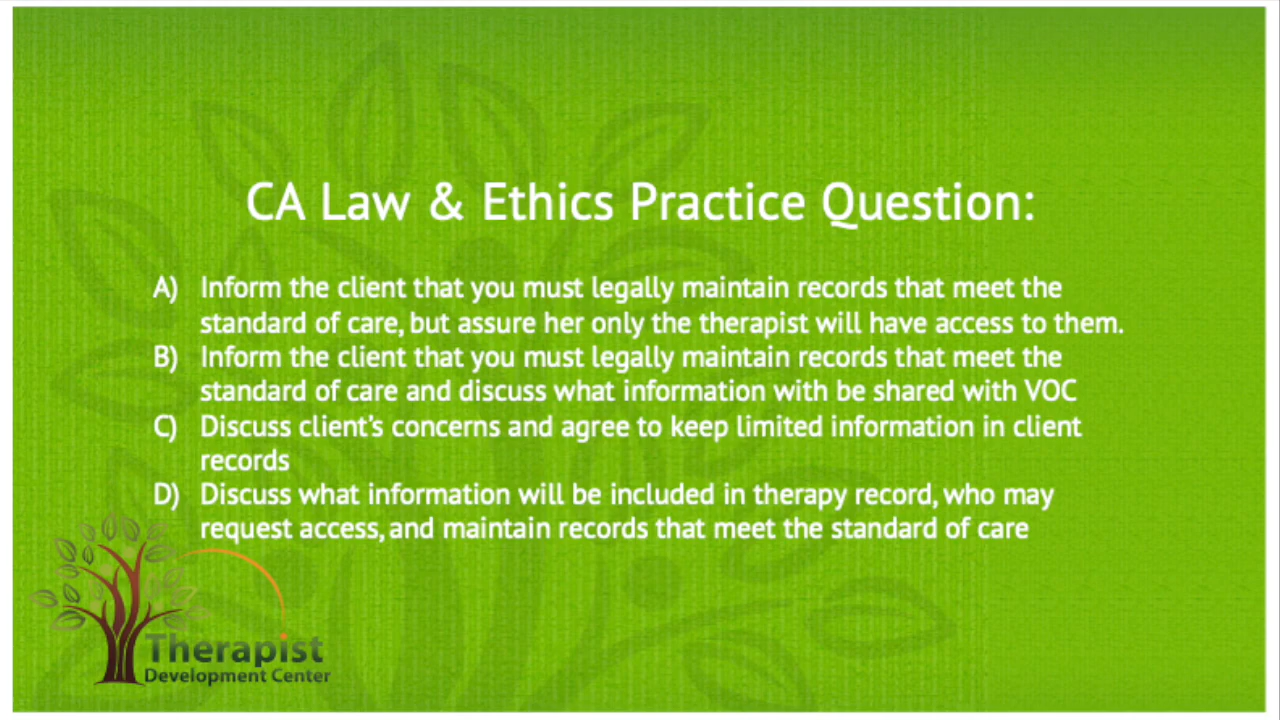 CA Law & Ethics Practice Question:
A) Inform the client that you must legally maintain records that meet the
standard of care, but assure her only the therapist will have access to them.
B) Inform the client that you must legally maintain records that meet the
standard of care and discuss what information with be shared with VOC
C) Discuss client's concerns and agree to keep limited information in client
records
D) Discuss what information will be included in therapy record, who may
request access, and maintain records that meet the standard of care
Therapist
Development Center